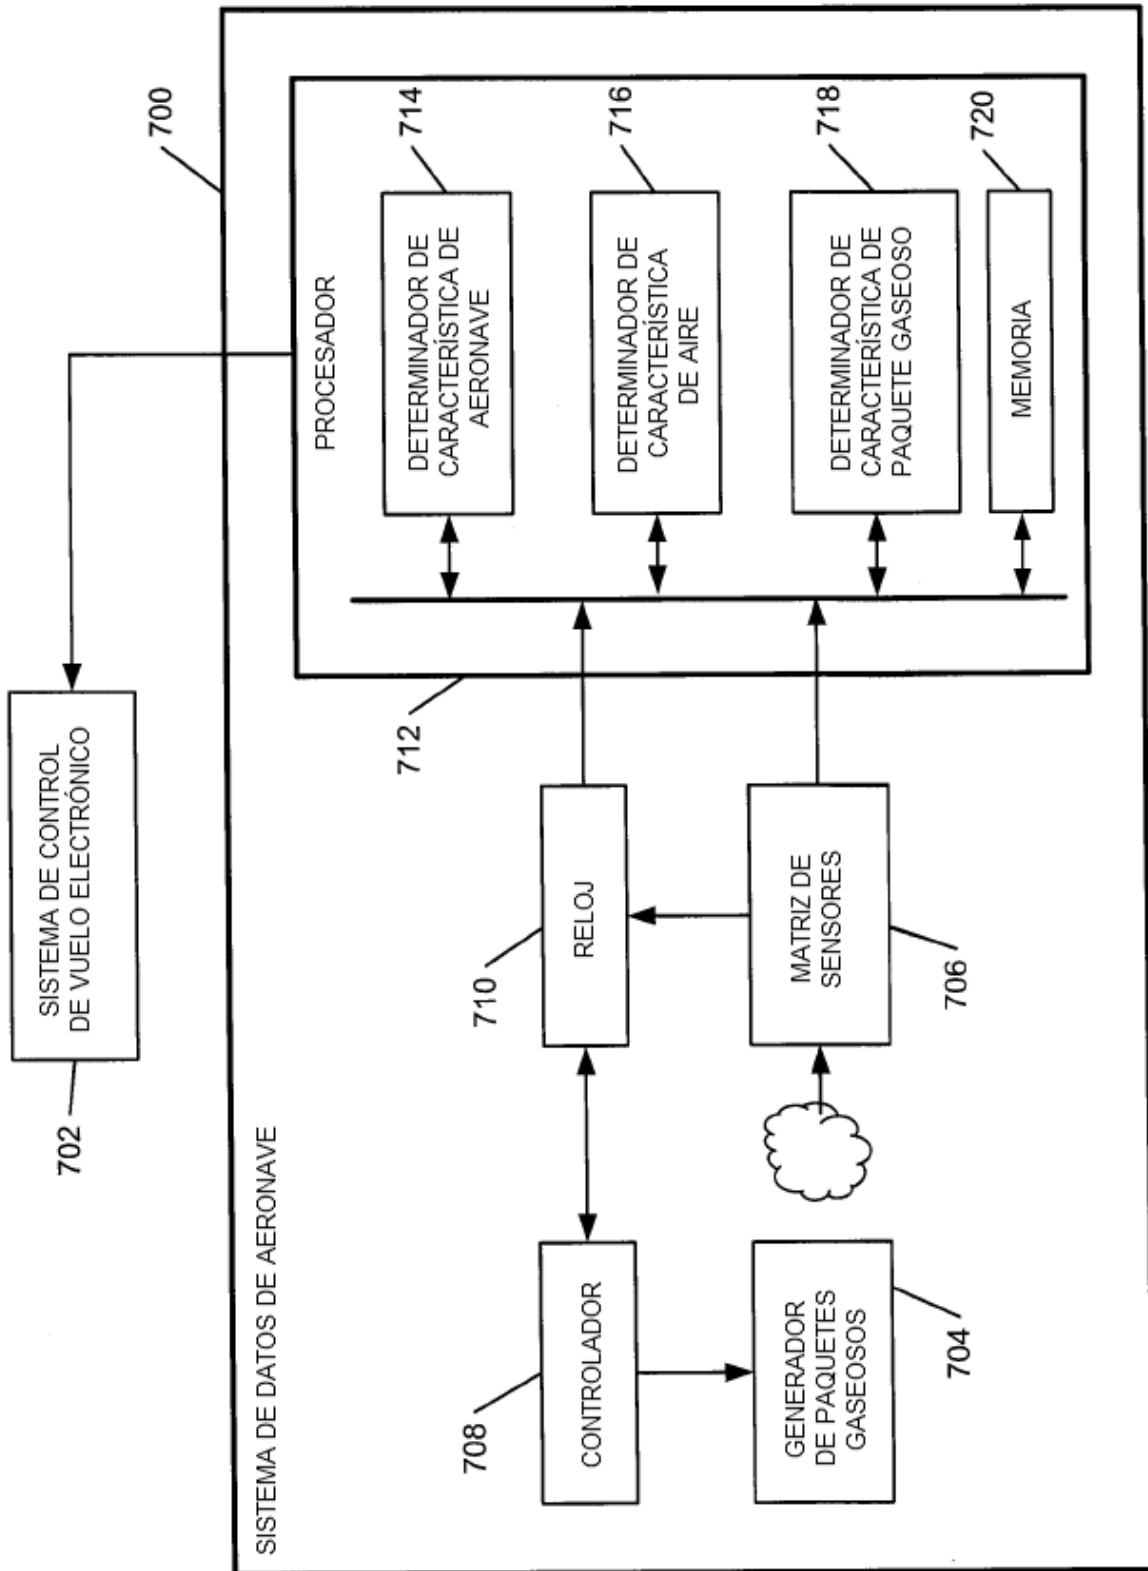 702
SISTEMA DE CONTROL
DE VUELO ELECTRÓNICO
700
SISTEMA DE DATOS DE AERONAVE
708
CONTROLADOR
710
RELOJ
712
PROCESADOR
DETERMINADOR DE
CARACTERÍSTICA DE
AERONAVE
714
DETERMINADOR DE
CARACTERÍSTICA
DE AIRE
716
DETERMINADOR DE
CARACTERÍSTICA DE
PAQUETE GASEOSO
718
MEMORIA
720
GENERADOR
DE PAQUETES
GASEOSOS
704
MATRIZ DE
SENSORES
706